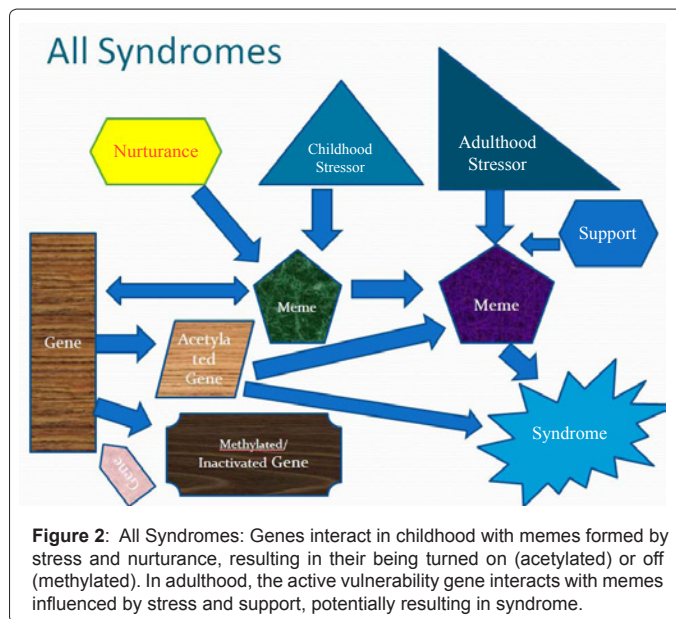 All Syndromes
Nurturance
Childhood
Stressor
Adulthood
Stressor
Support
Meme
Meme
Gene
Acetyla
ted
Gene
Syndrome
Methylated/
Inactivated Gene
Gene
Figure 2: All Syndromes: Genes interact in childhood with memes formed by
stress and nurturance, resulting in their being turned on (acetylated) or off
(methylated). In adulthood, the active vulnerability gene interacts with memes
influenced by stress and support, potentially resulting in syndrome.